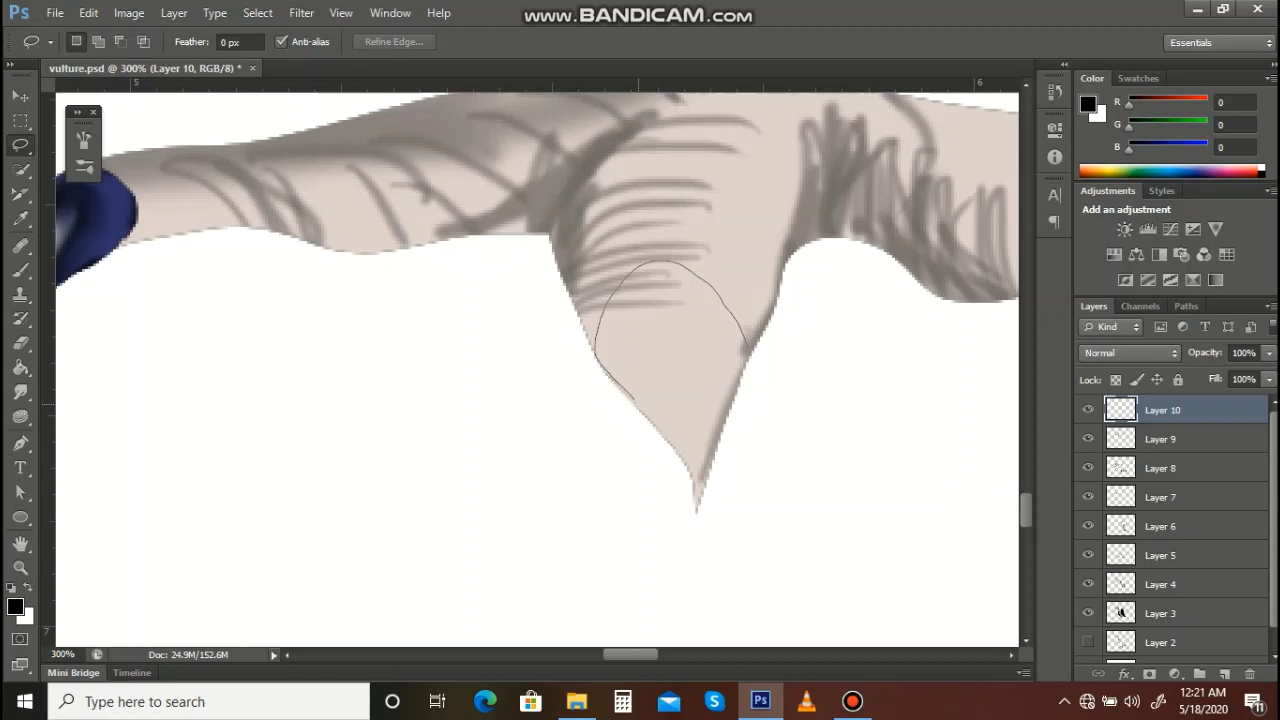 File Edit Image Layer Type Select Filter View Window Help
www.BANDICAM.com
Feather: 0 px Anti-alias Refine Edge... Essentials
vulture.psd @ 300% (Layer 10, RGB/8) * ×
5 6
Color Swatches
R 0
G 0
B 0
Adjustments Styles
Add an adjustment
Layers Channels Paths
Kind
Normal Opacity: 100%
Lock: Fill: 100%
Layer 10
Layer 9
Layer 8
Layer 7
Layer 6
Layer 5
Layer 4
Layer 3
Layer 2
7
300% Doc: 24.9M/152.6M
Mini Bridge Timeline
Type here to search
12:21 AM
5/18/2020
11